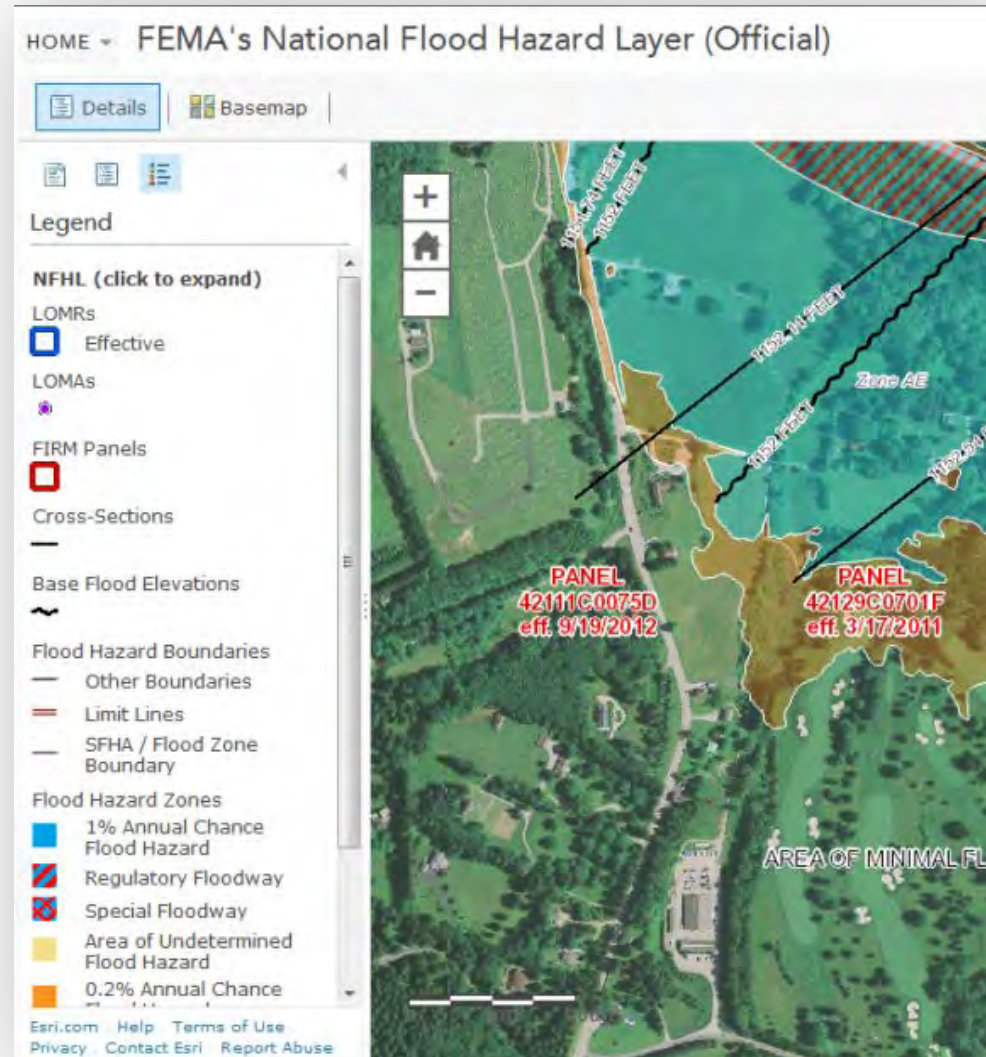 HOME FEMA's National Flood Hazard Layer (Official)
Details Basemap
Legend
NFHL (click to expand)
LOMRs
Effective
LOMAs
FIRM Panels
Cross-Sections
Base Flood Elevations
Flood Hazard Boundaries
Other Boundaries
Limit Lines
SFHA / Flood Zone
Boundary
Flood Hazard Zones
1% Annual Chance
Flood Hazard
Regulatory Floodway
Special Floodway
Area of Undetermined
Flood Hazard
0.2% Annual Chance
Esri.com Help Terms of Use
Privacy Contact Esri Report Abuse
+
−
FEET
1152 FEET
1152.11 FEET
Zone AE
1152 FEET
PANEL
42111C0075D
eff. 9/19/2012
PANEL
42129C0701F
eff. 3/17/2011
AREA OF MINIMAL FL